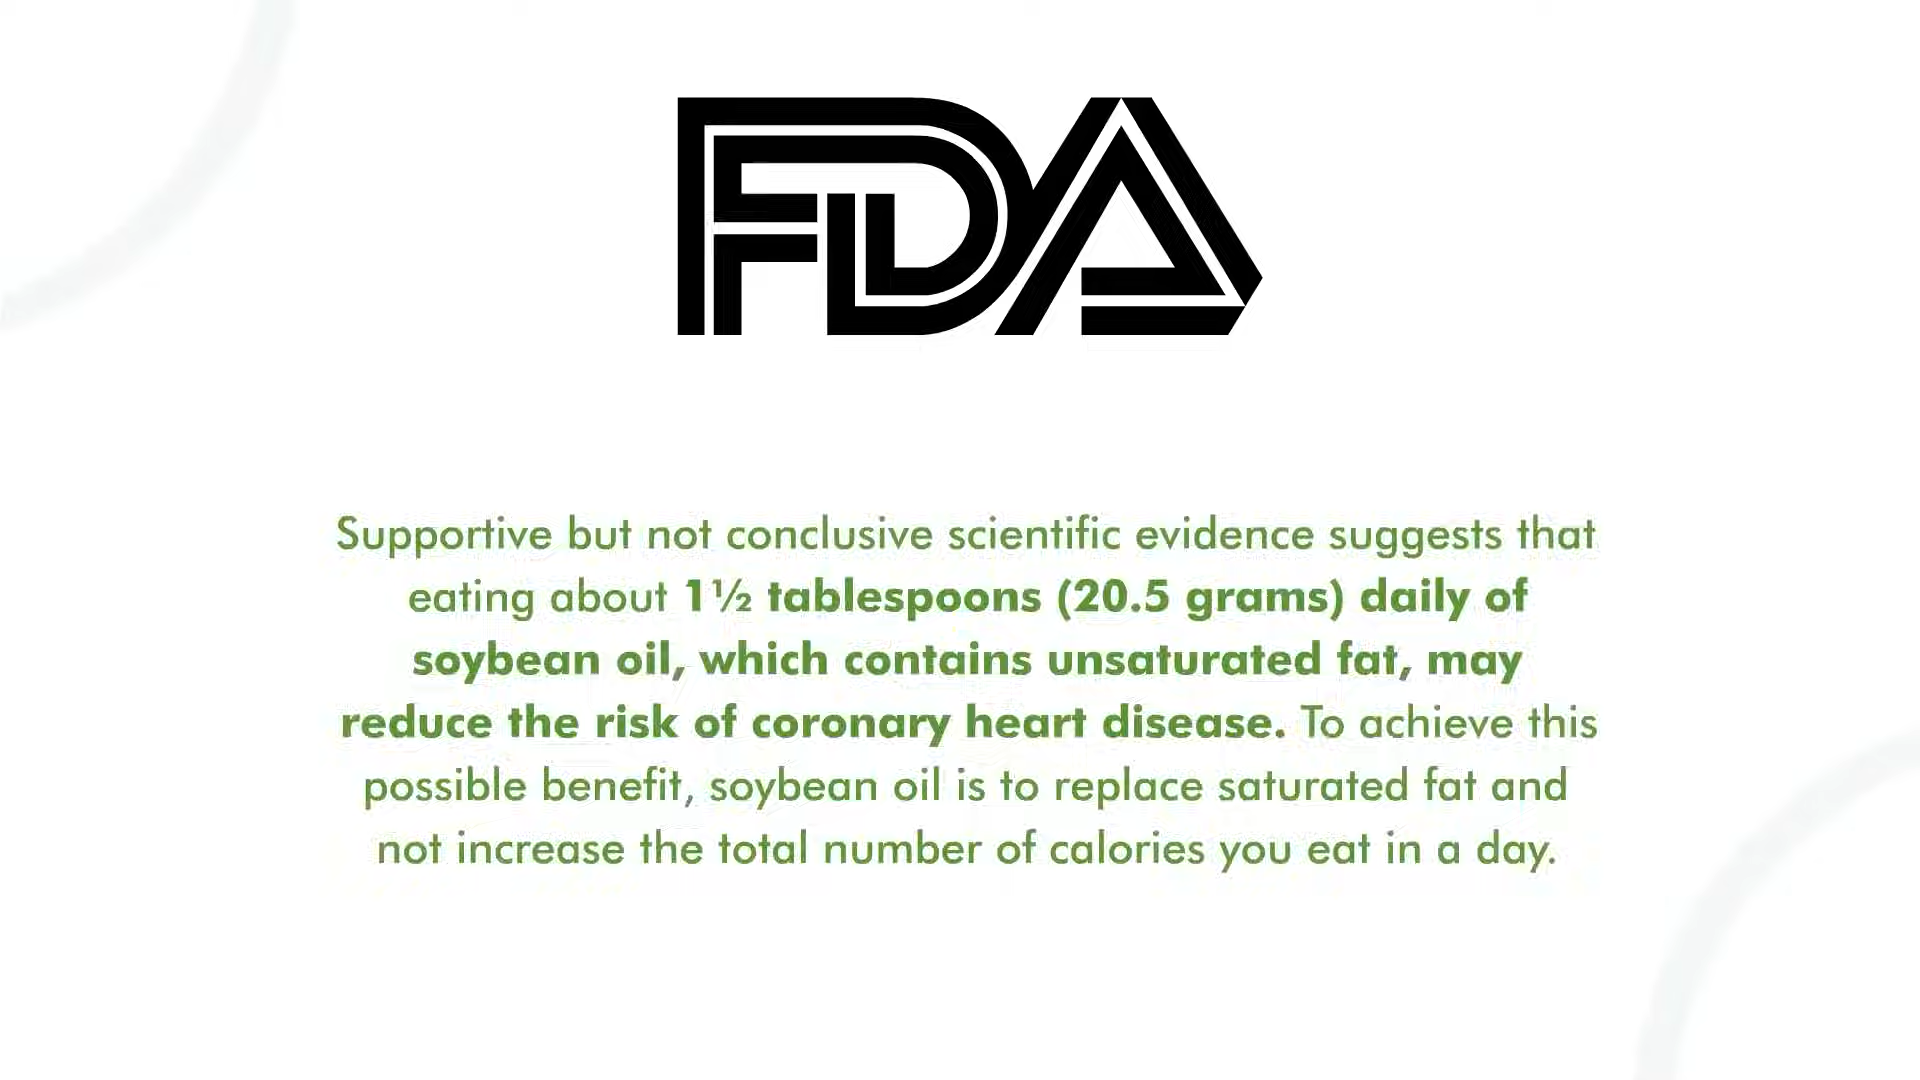 FDA
Supportive but not conclusive scientific evidence suggests that
eating about 1½ tablespoons (20.5 grams) daily of
soybean oil, which contains unsaturated fat, may
reduce the risk of coronary heart disease. To achieve this
possible benefit, soybean oil is to replace saturated fat and
not increase the total number of calories you eat in a day.